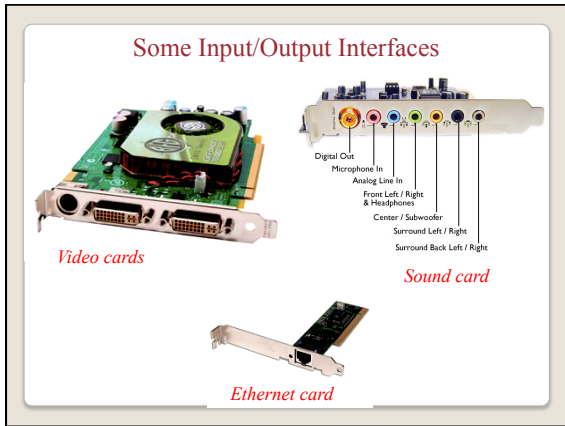 Some Input/Output Interfaces
Digital Out
Microphone In
Analog Line In
Front Left / Right
& Headphones
Center / Subwoofer
Surround Left / Right
Surround Back Left / Right
Video cards
Sound card
Ethernet card